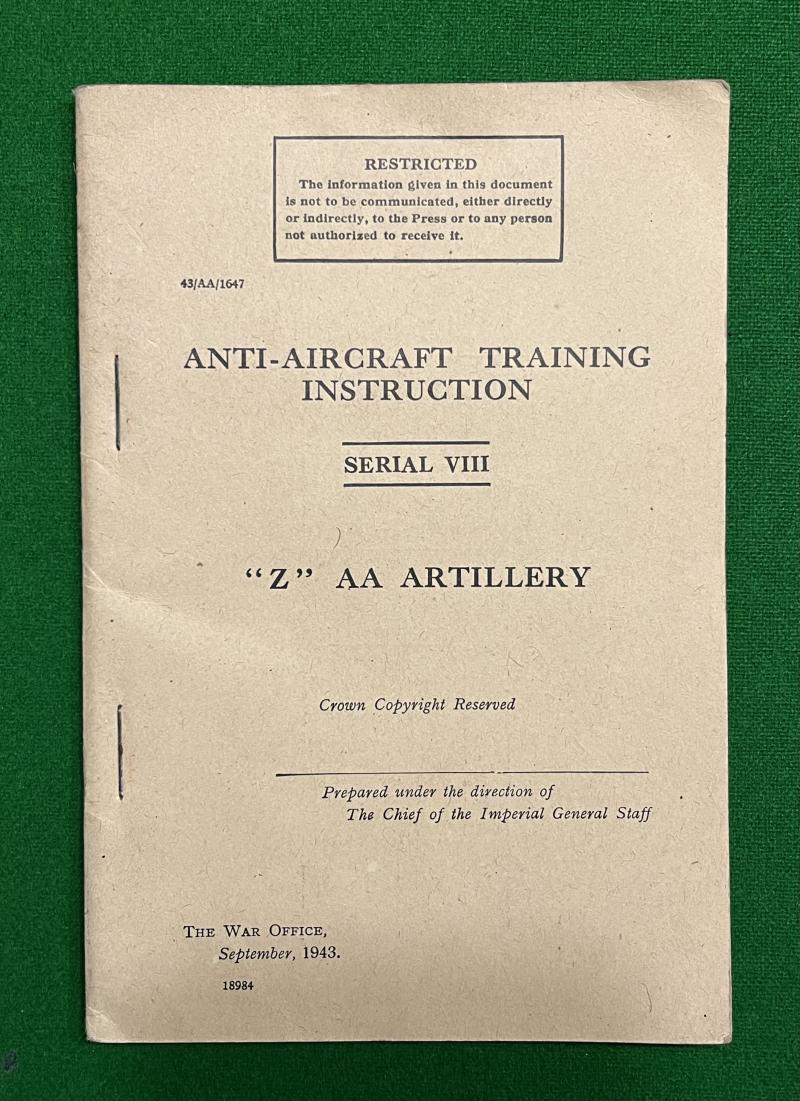 RESTRICTED
The information given in this document
is not to be communicated, either directly
or indirectly, to the Press or to any person
not authorized to receive it.
43/AA/1647
ANTI-AIRCRAFT TRAINING
INSTRUCTION
SERIAL VIII
“Z” AA ARTILLERY
Crown Copyright Reserved
Prepared under the direction of
The Chief of the Imperial General Staff
THE WAR OFFICE,
September, 1943.
18984